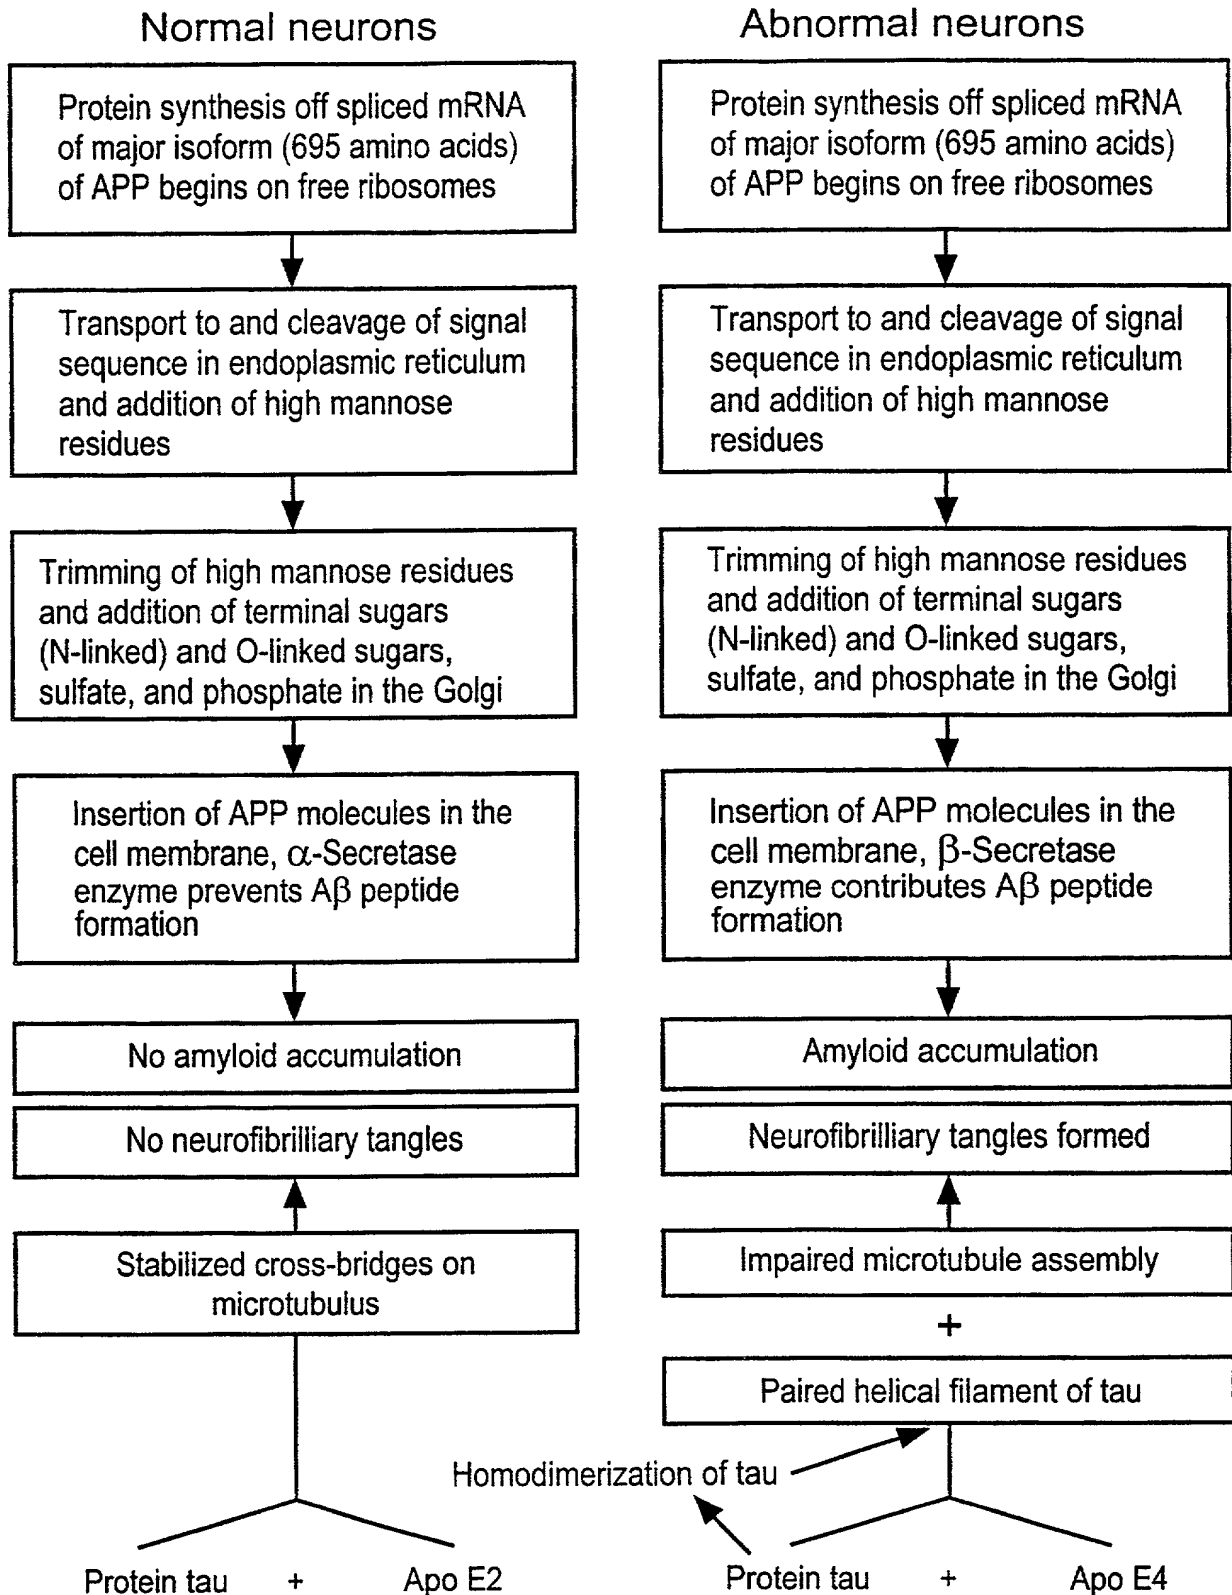 Normal neurons
Protein synthesis off spliced mRNA
of major isoform (695 amino acids)
of APP begins on free ribosomes
Transport to and cleavage of signal
sequence in endoplasmic reticulum
and addition of high mannose
residues
Trimming of high mannose residues
and addition of terminal sugars
(N-linked) and O-linked sugars,
sulfate, and phosphate in the Golgi
Insertion of APP molecules in the
cell membrane, α-Secretase
enzyme prevents Aβ peptide
formation
No amyloid accumulation
No neurofibrilliary tangles
Stabilized cross-bridges on
microtubulus
Protein tau + Apo E2
Abnormal neurons
Protein synthesis off spliced mRNA
of major isoform (695 amino acids)
of APP begins on free ribosomes
Transport to and cleavage of signal
sequence in endoplasmic reticulum
and addition of high mannose
residues
Trimming of high mannose residues
and addition of terminal sugars
(N-linked) and O-linked sugars,
sulfate, and phosphate in the Golgi
Insertion of APP molecules in the
cell membrane, β-Secretase
enzyme contributes Aβ peptide
formation
Amyloid accumulation
Neurofibrilliary tangles formed
Impaired microtubule assembly
+
Paired helical filament of tau
Homodimerization of tau
Protein tau + Apo E4